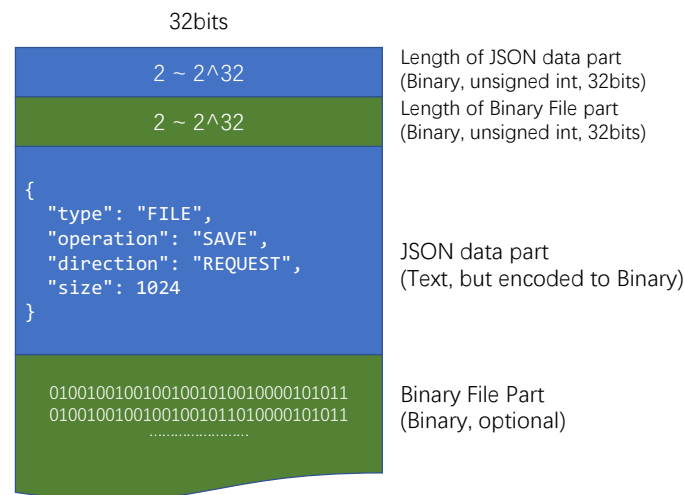 32bits
2 ~ 2^32
Length of JSON data part
(Binary, unsigned int, 32bits)
2 ~ 2^32
Length of Binary File part
(Binary, unsigned int, 32bits)
{
"type": "FILE",
"operation": "SAVE",
"direction": "REQUEST",
"size": 1024
}
JSON data part
(Text, but encoded to Binary)
01001001001001001010010000101011
01001001001001001011010000101011
……………………
Binary File Part
(Binary, optional)